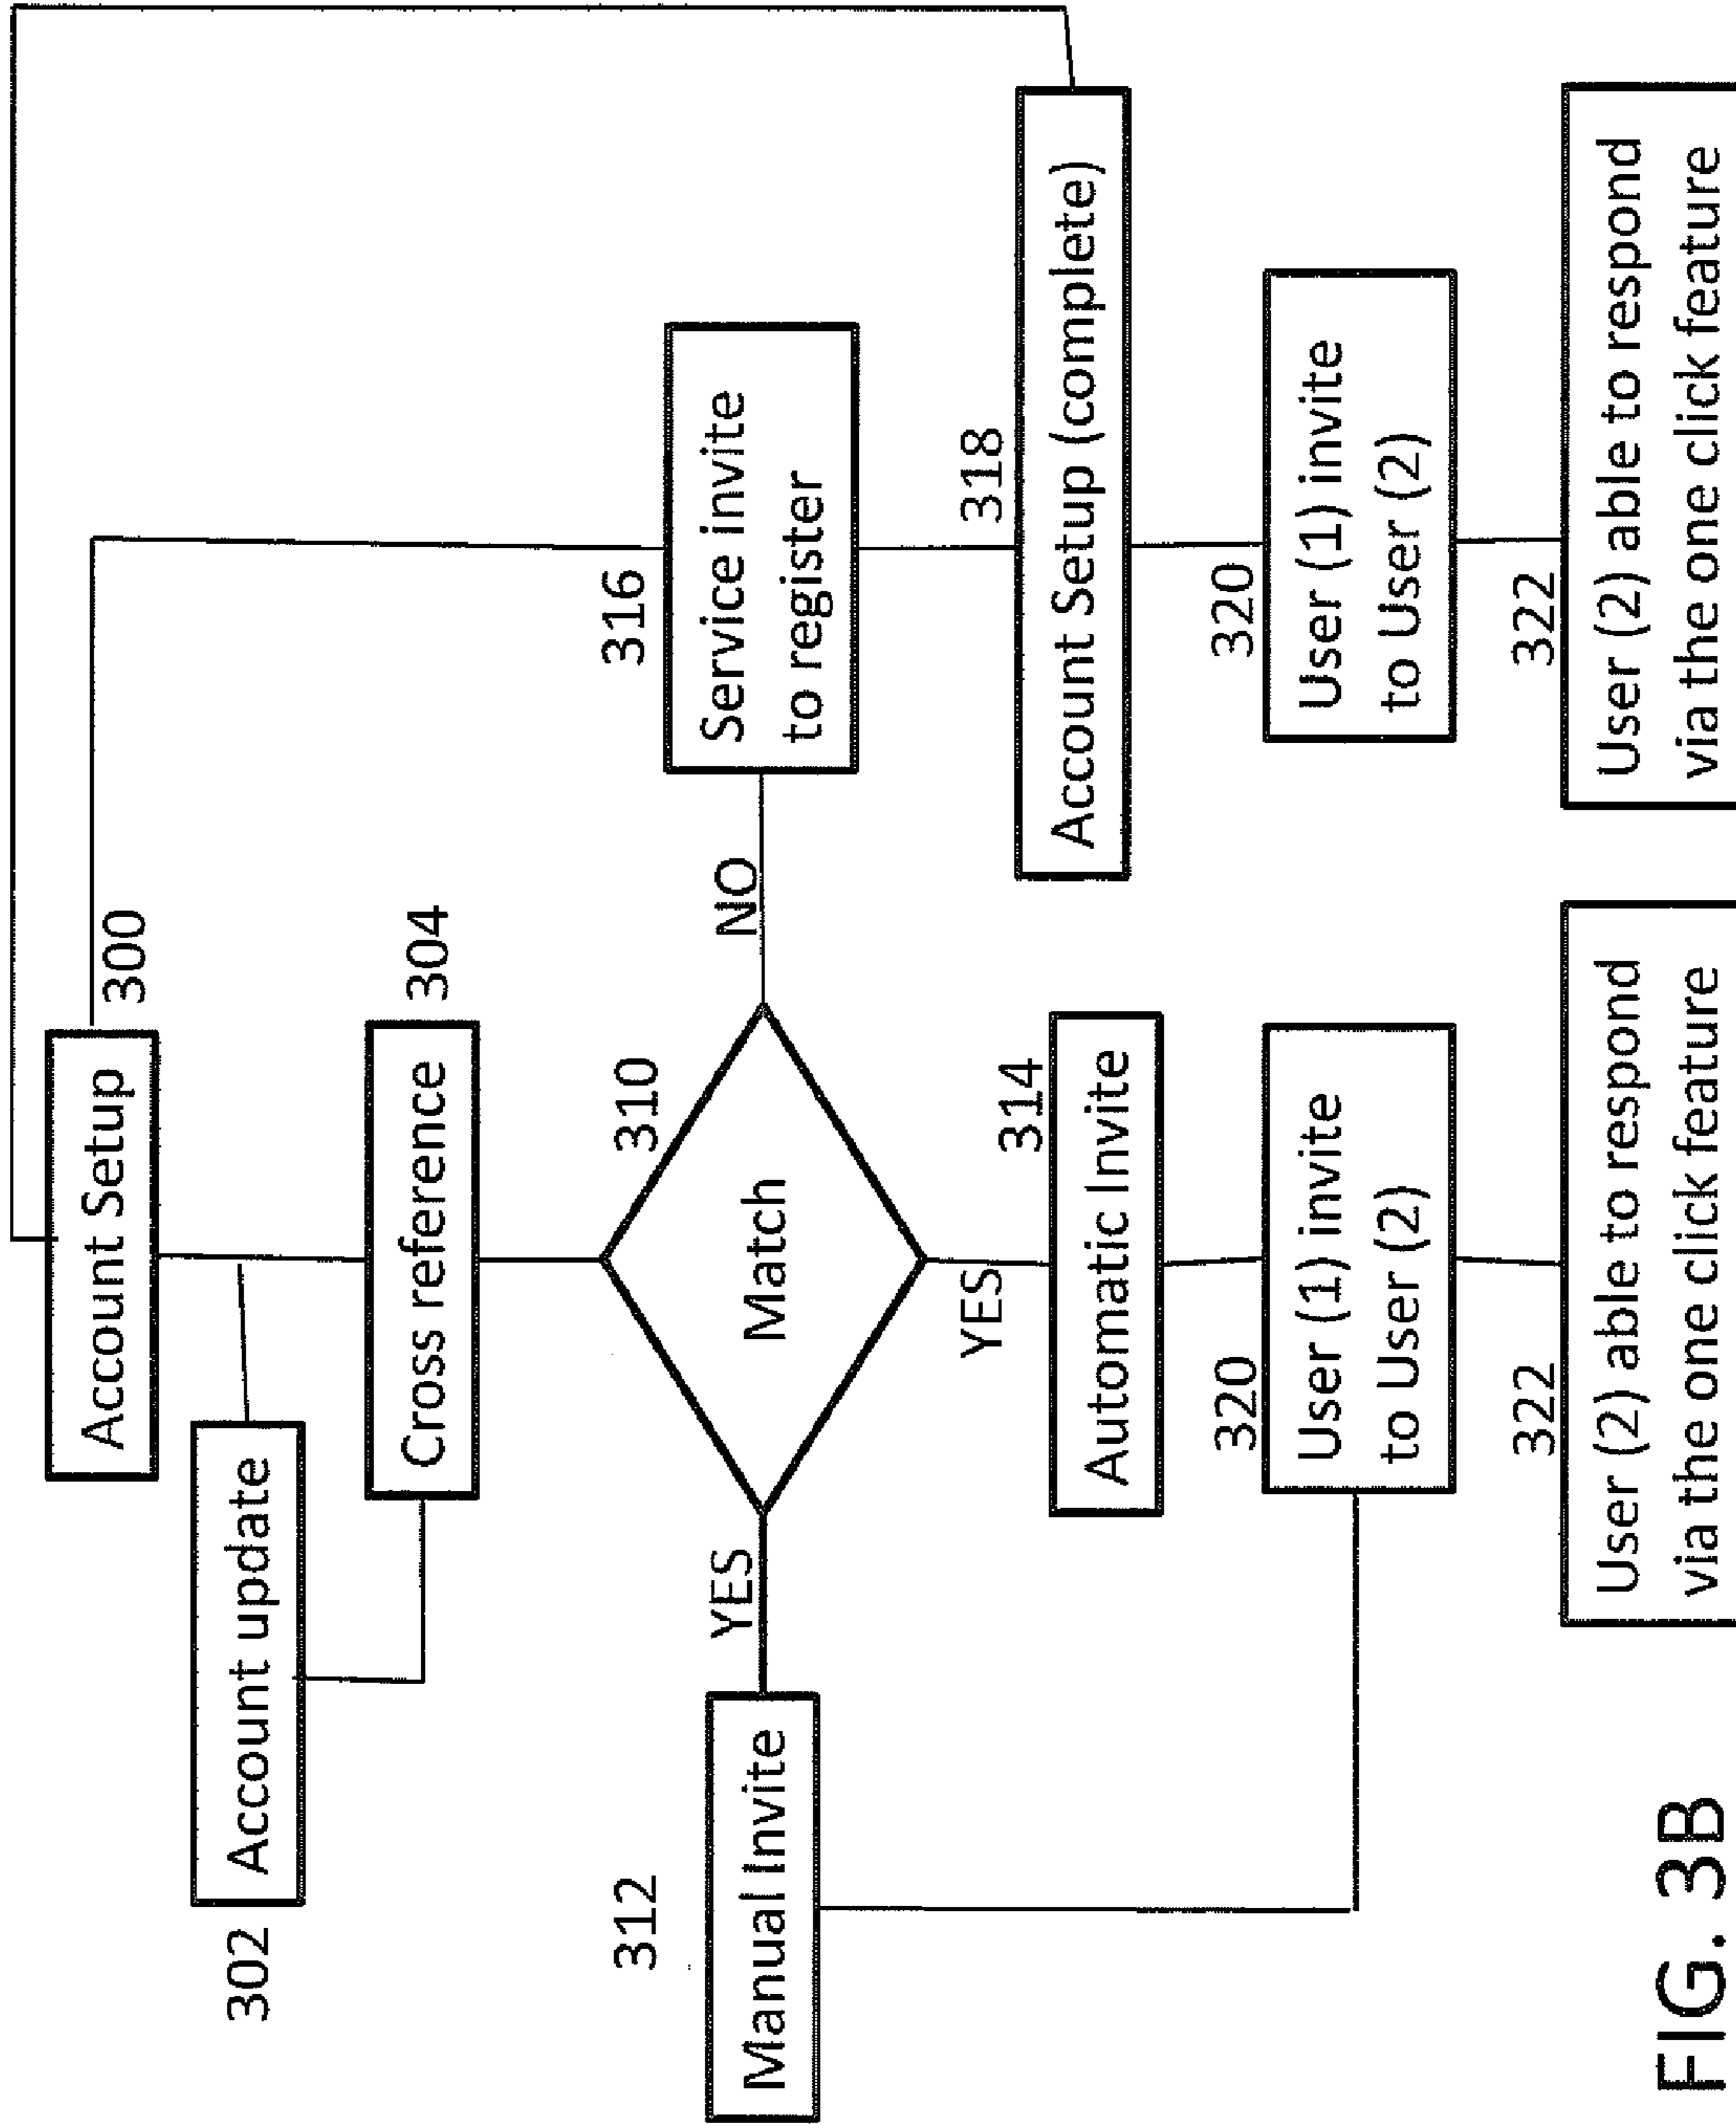 Account Setup
300
302
Account update
Cross reference
304
310
Match
YES
NO
312
Manual Invite
316
Service invite
to register
YES
314
Automatic Invite
318
Account Setup (complete)
320
User (1) invite
to User (2)
320
User (1) invite
to User (2)
322
User (2) able to respond
via the one click feature
322
User (2) able to respond
via the one click feature
FIG. 3B